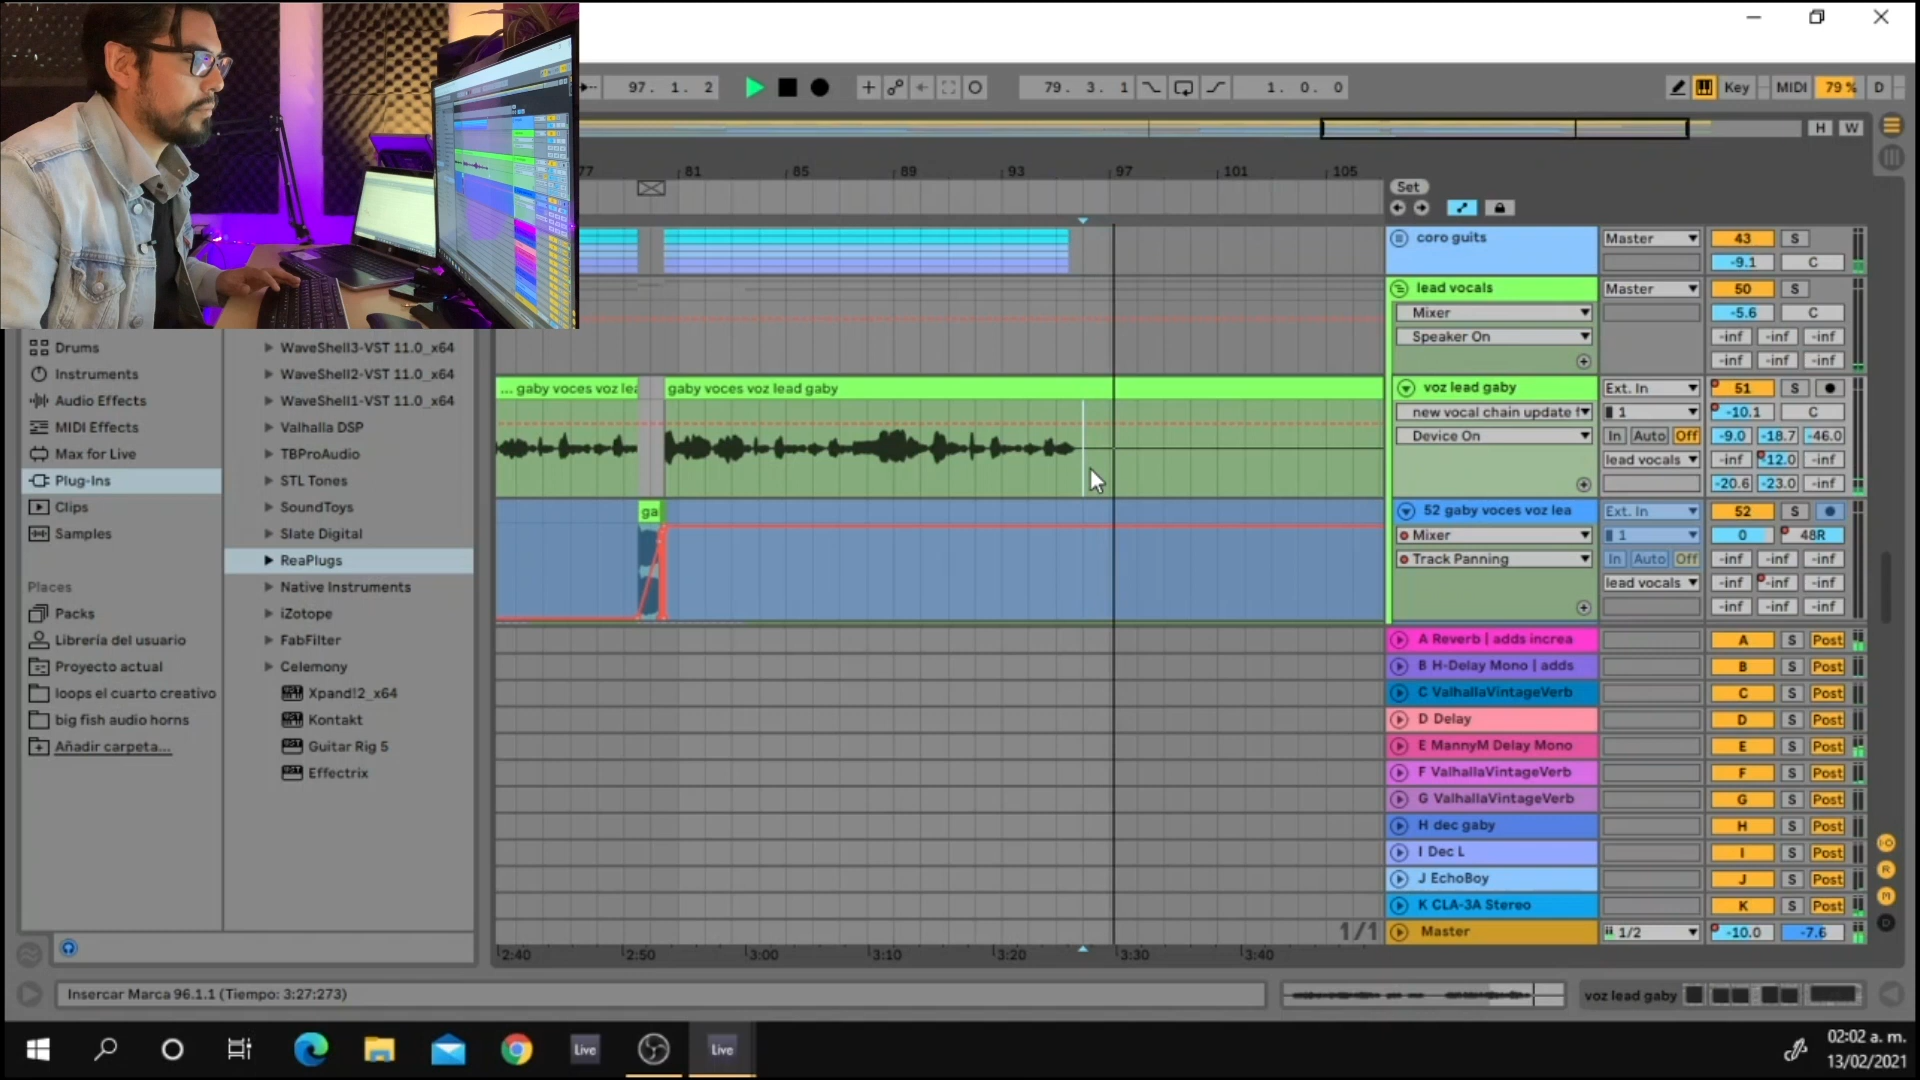 97. 1. 2
79. 3. 1
1. 0. 0
Key
MIDI
79 %
D
H
W
77
81
85
89
93
97
101
105
Set
coro guits
Master
43
S
-9.1
C
lead vocals
Master
50
S
Mixer
-5.6
C
Speaker On
-inf -inf -inf
-inf -inf -inf
... gaby voces voz lea
gaby voces voz lead gaby
voz lead gaby
Ext. In
51
S
new vocal chain update f
1
-10.1
C
Device On
In Auto Off
-9.0 -18.7 -46.0
lead vocals
-inf -12.0 -inf
-20.6 -23.0 -inf
ga
52 gaby voces voz lea
Ext. In
52
S
Mixer
1
0
48R
Track Panning
In Auto Off
-inf -inf -inf
lead vocals
-inf -inf -inf
-inf -inf -inf
A Reverb | adds increa
A
S
Post
B H-Delay Mono | adds
B
S
Post
C ValhallaVintageVerb
C
S
Post
D Delay
D
S
Post
E MannyM Delay Mono
E
S
Post
F ValhallaVintageVerb
F
S
Post
G ValhallaVintageVerb
G
S
Post
H dec gaby
H
S
Post
I Dec L
I
S
Post
J EchoBoy
J
S
Post
K CLA-3A Stereo
K
S
Post
1/1
Master
1/2
-10.0
-7.6
Drums
Instruments
Audio Effects
MIDI Effects
Max for Live
Plug-Ins
Clips
Samples
Places
Packs
Librería del usuario
Proyecto actual
loops el cuarto creativo
big fish audio horns
Añadir carpeta...
WaveShell3-VST 11.0_x64
WaveShell2-VST 11.0_x64
WaveShell1-VST 11.0_x64
Valhalla DSP
TBProAudio
STL Tones
SoundToys
Slate Digital
ReaPlugs
Native Instruments
iZotope
FabFilter
Celemony
Xpand!2_x64
Kontakt
Guitar Rig 5
Effectrix
2:40
2:50
3:00
3:10
3:20
3:30
3:40
Insercar Marca 96.1.1 (Tiempo: 3:27:273)
voz lead gaby
Live
Live
02:02 a. m.
13/02/2021